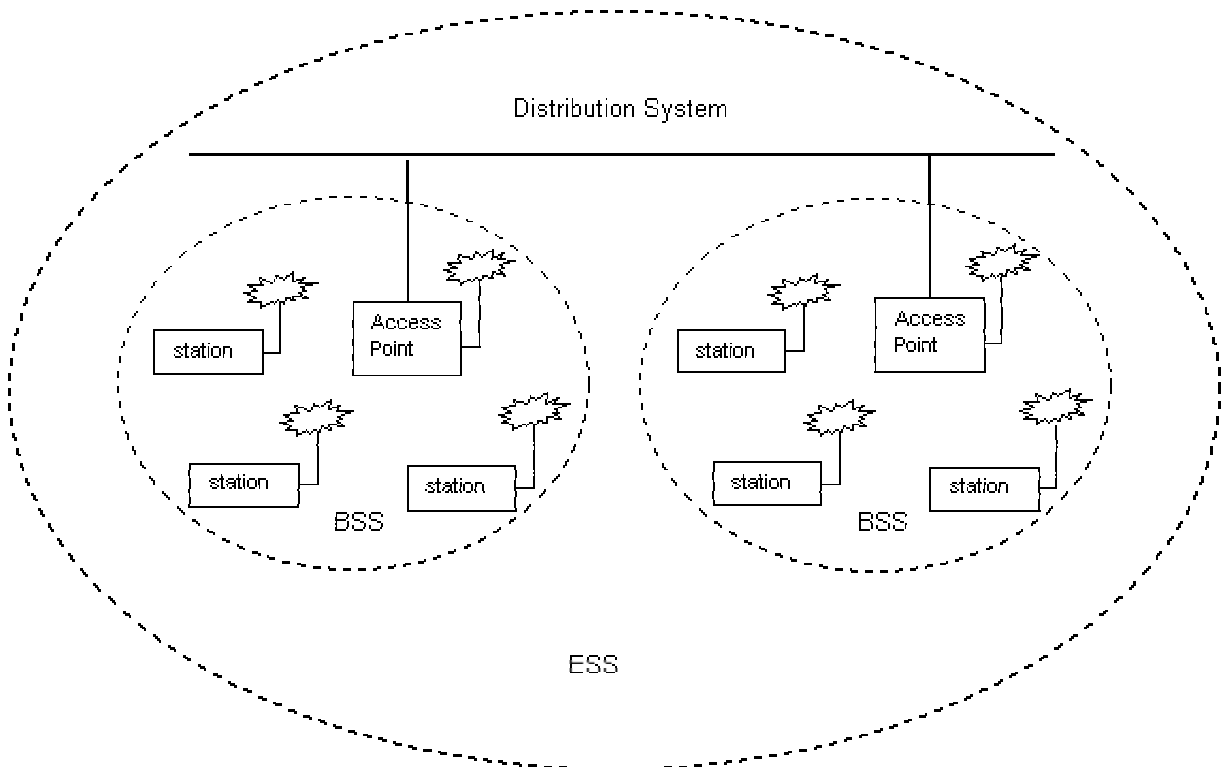 Distribution System
Access
Point
station
station
station
BSS
Access
Point
station
station
station
BSS
ESS